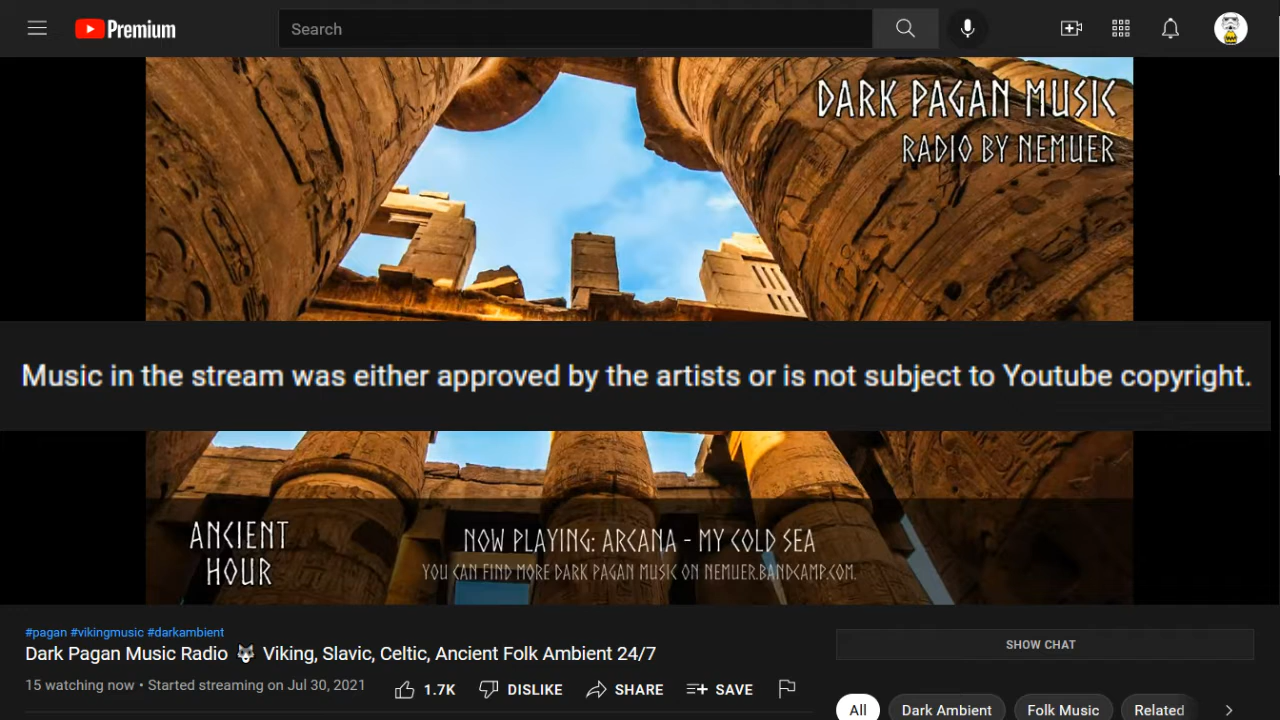 Premium
Search
DARK PAGAN MUSIC
RADIO BY NEMUER
Music in the stream was either approved by the artists or is not subject to Youtube copyright.
ANCIENT
HOUR
NOW PLAYING: ARCANA - MY COLD SEA
YOU CAN FIND MORE DARK PAGAN MUSIC ON NEMUER.BANDCAMP.COM.
#pagan #vikingmusic #darkambient
Dark Pagan Music Radio 🐺 Viking, Slavic, Celtic, Ancient Folk Ambient 24/7
15 watching now • Started streaming on Jul 30, 2021
1.7K DISLIKE SHARE SAVE
SHOW CHAT
All Dark Ambient Folk Music Related